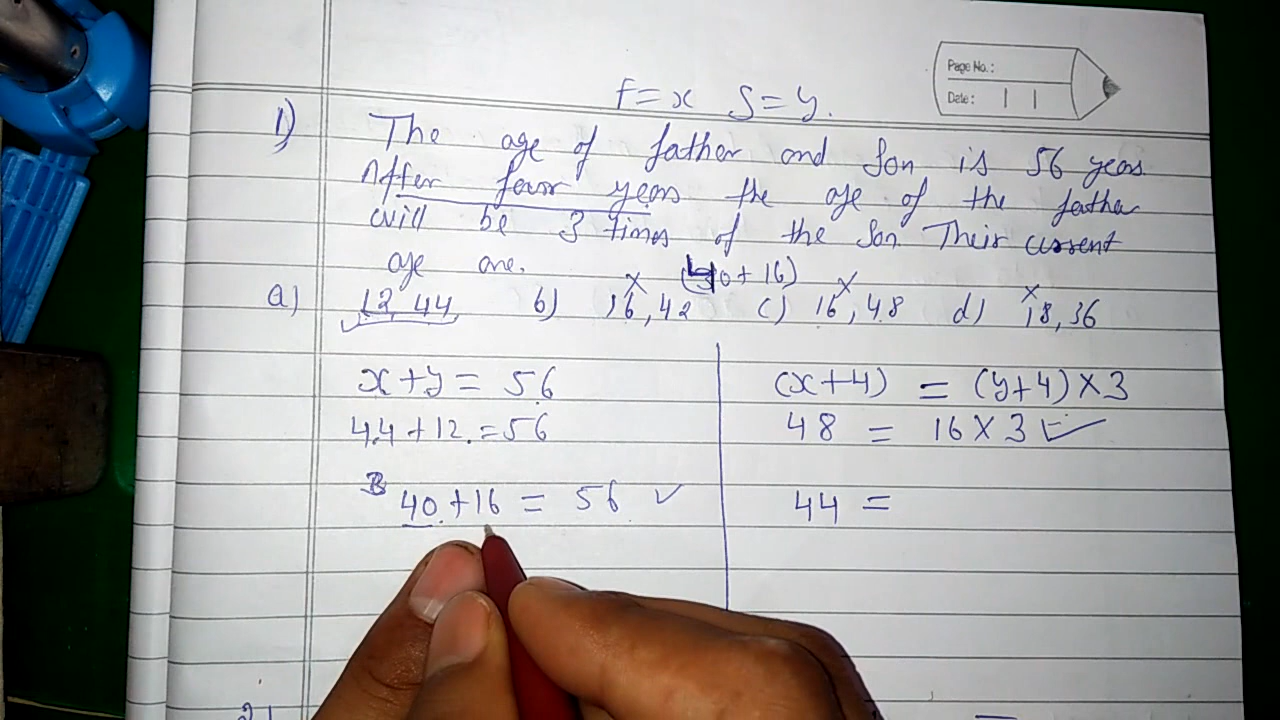 Page No.:
Date:
F=x S=y.
1) The age of father and Son is 56 years
After four years the age of the father
will be 3 times of the Son Their current
age are.
(40+16)
a) 12,44 b) 16,42 c) 16,48 d) 18,36
x+y = 56
44+12.=56
B 40+16 = 56 ✓
(x+4) = (y+4)×3
48 = 16×3 ✓
44 =